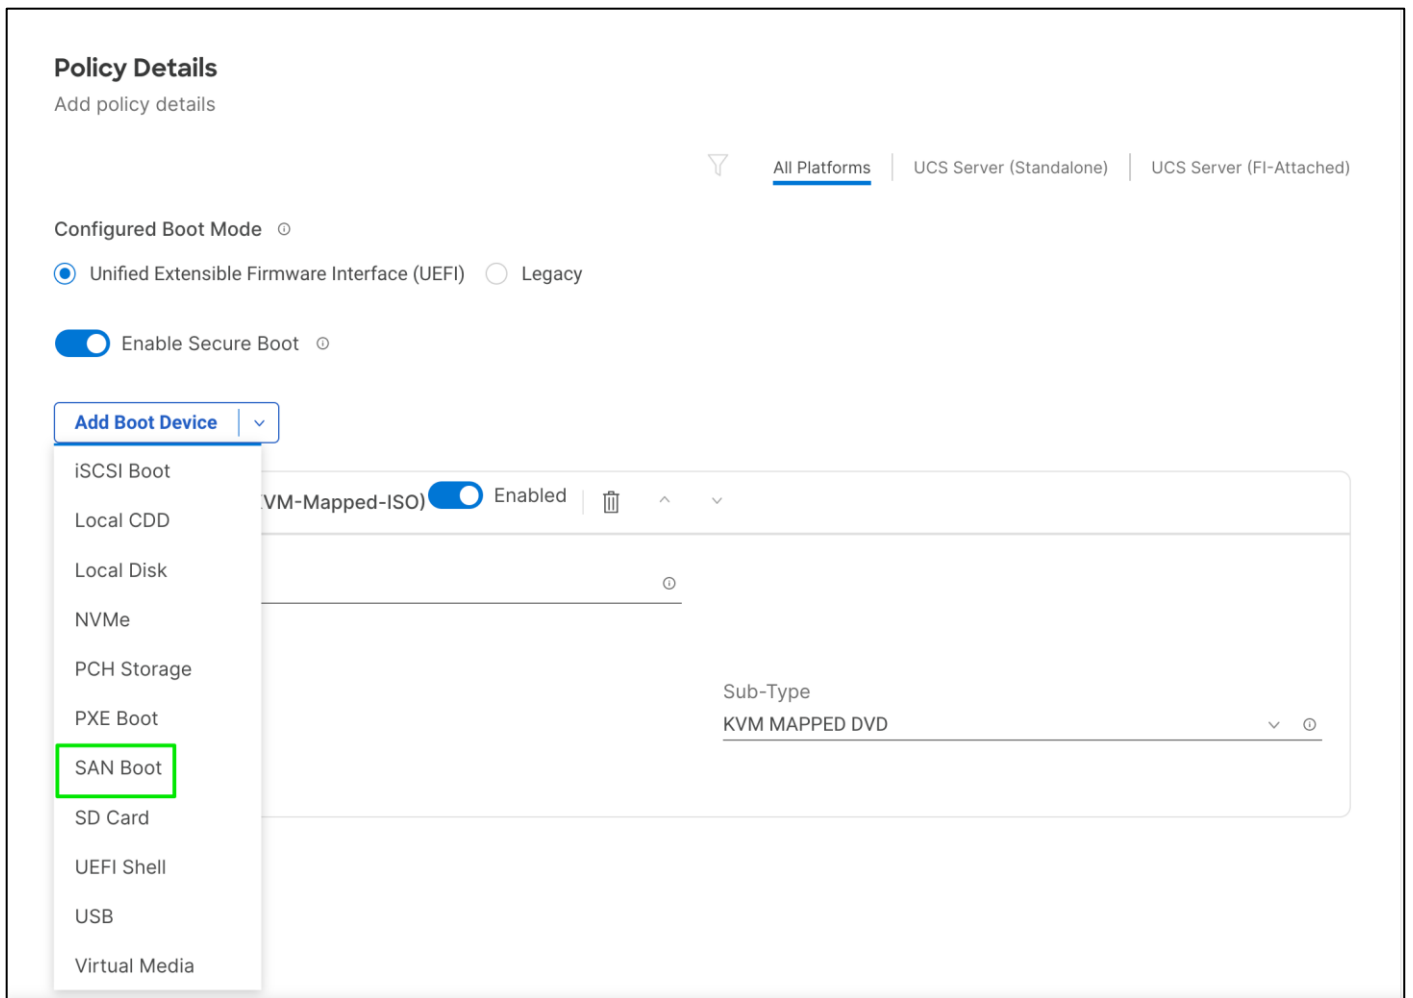 Policy Details
Add policy details
All Platforms
UCS Server (Standalone)
UCS Server (FI-Attached)
Configured Boot Mode
Unified Extensible Firmware Interface (UEFI)
Legacy
Enable Secure Boot
Add Boot Device
iSCSI Boot
VM-Mapped-ISO)
Enabled
Local CDD
Local Disk
NVMe
PCH Storage
Sub-Type
PXE Boot
KVM MAPPED DVD
SAN Boot
SD Card
UEFI Shell
USB
Virtual Media